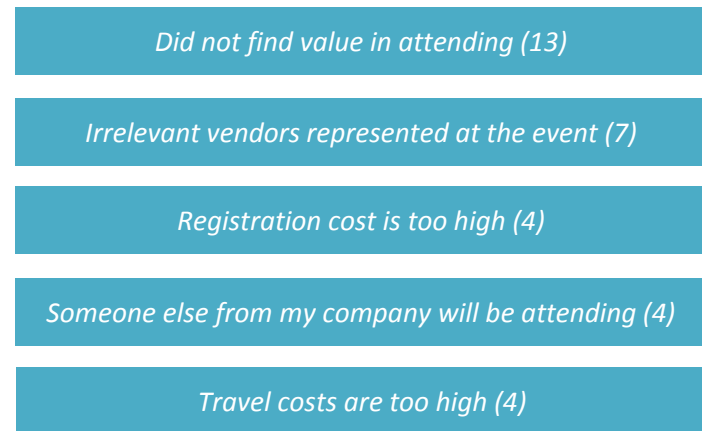 Did not find value in attending (13)
Irrelevant vendors represented at the event (7)
Registration cost is too high (4)
Someone else from my company will be attending (4)
Travel costs are too high (4)